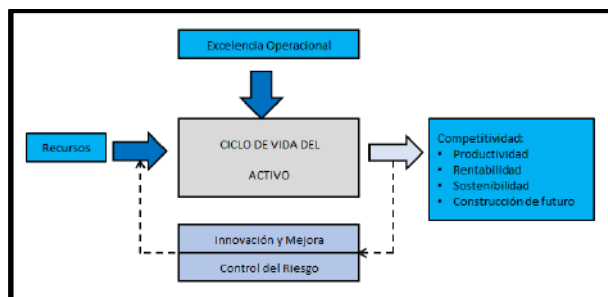 Excelencia Operacional
Recursos
CICLO DE VIDA DEL
ACTIVO
Competitividad:
• Productividad
• Rentabilidad
• Sostenibilidad
• Construcción de futuro
Innovación y Mejora
Control del Riesgo